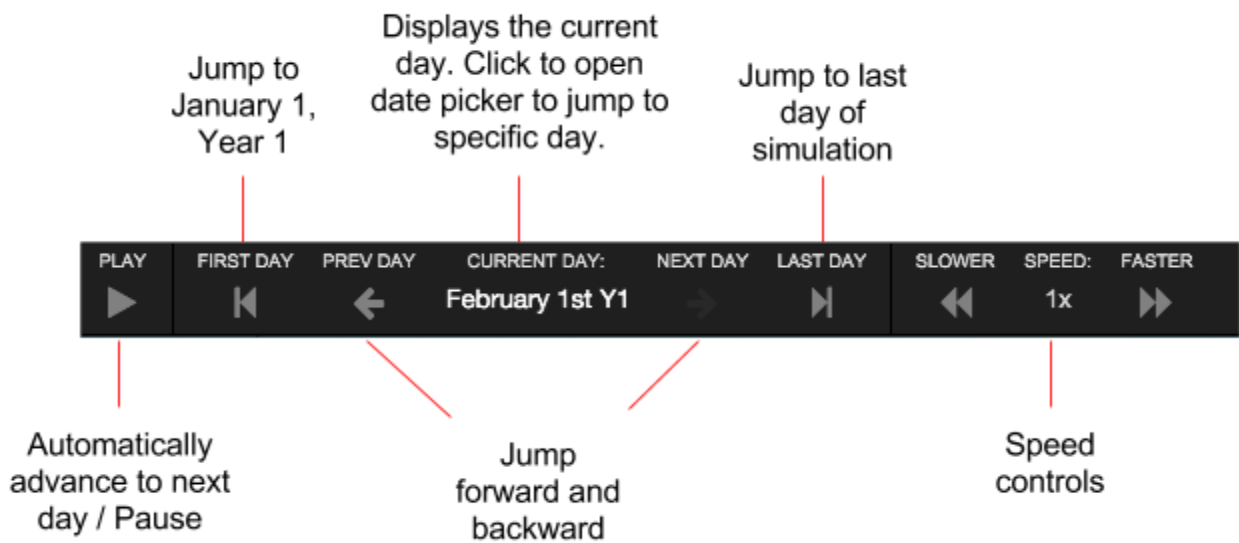 Jump to
January 1,
Year 1
Displays the current
day. Click to open
date picker to jump to
specific day.
Jump to last
day of
simulation
PLAY
FIRST DAY
PREV DAY
CURRENT DAY:
February 1st Y1
NEXT DAY
LAST DAY
SLOWER
SPEED:
1x
FASTER
Automatically
advance to next
day / Pause
Jump
forward and
backward
Speed
controls